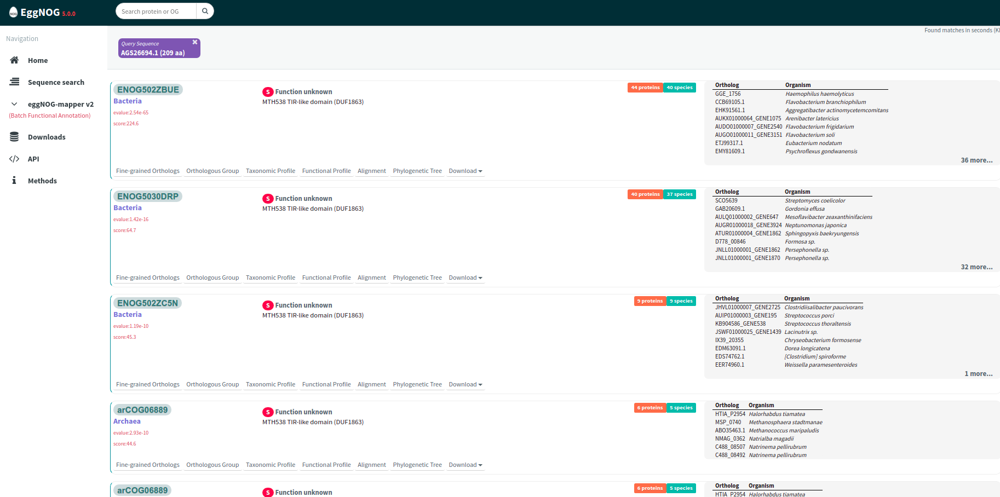 EggNOG 5.0.0
Search protein or OG
Navigation
Home
Sequence search
eggNOG-mapper v2
(Batch Functional Annotation)
Downloads
API
Methods
Found matches in seconds (
Query Sequence
AGS26694.1 (209 aa)
ENOG502ZBUE
Bacteria
evalue:2.54e-65
score:224.6
S Function unknown
MTH538 TIR-like domain (DUF1863)
44 proteins 40 species
Ortholog Organism
GGE_1756 Haemophilus haemolyticus
CCB69105.1 Flavobacterium branchiophilum
EHK91561.1 Aggregatibacter actinomycetemcomitans
AUKX01000064_GENE1075 Arenibacter latericius
AUDO01000007_GENE2540 Flavobacterium frigidarium
AUGO01000011_GENE3151 Flavobacterium soli
ETJ99317.1 Eubacterium nodatum
EMY81609.1 Psychroflexus gondwanensis
36 more...
Fine-grained Orthologs Orthologous Group Taxonomic Profile Functional Profile Alignment Phylogenetic Tree Download
ENOG5030DRP
Bacteria
evalue:1.42e-16
score:64.7
S Function unknown
MTH538 TIR-like domain (DUF1863)
40 proteins 37 species
Ortholog Organism
SCO5639 Streptomyces coelicolor
GAB20609.1 Gordonia effusa
AULQ01000002_GENE647 Mesoflavibacter zeaxanthinifaciens
AUGR01000018_GENE3924 Neptunomonas japonica
ATUR01000004_GENE1862 Sphingopyxis baekryungensis
D778_00846 Formosa sp.
JNLL01000001_GENE1862 Persephonella sp.
JNLL01000001_GENE1870 Persephonella sp.
32 more...
Fine-grained Orthologs Orthologous Group Taxonomic Profile Functional Profile Alignment Phylogenetic Tree Download
ENOG502ZC5N
Bacteria
evalue:1.19e-10
score:45.3
S Function unknown
MTH538 TIR-like domain (DUF1863)
9 proteins 9 species
Ortholog Organism
JHVL01000007_GENE2725 Clostridiisalibacter paucivorans
AUIP01000003_GENE195 Streptococcus porci
KB904586_GENE538 Streptococcus thoraltensis
JSWF01000025_GENE1439 Lacinutrix sp.
IX39_20355 Chryseobacterium formosense
EDM63091.1 Dorea longicatena
EDS74762.1 [Clostridium] spiroforme
EER74960.1 Weissella paramesenteroides
1 more...
Fine-grained Orthologs Orthologous Group Taxonomic Profile Functional Profile Alignment Phylogenetic Tree Download
arCOG06889
Archaea
evalue:2.93e-10
score:44.6
S Function unknown
MTH538 TIR-like domain (DUF1863)
6 proteins 5 species
Ortholog Organism
HTIA_P2954 Halorhabdus tiamatea
MSP_0740 Methanosphaera stadtmanae
ABO35463.1 Methanococcus maripaludis
NMAG_0362 Natrialba magadii
C488_08507 Natrinema pellirubrum
C488_08492 Natrinema pellirubrum
Fine-grained Orthologs Orthologous Group Taxonomic Profile Functional Profile Alignment Phylogenetic Tree Download
arCOG06889
S Function unknown
6 proteins 5 species
Ortholog Organism
HTIA_P2954 Halorhabdus tiamatea